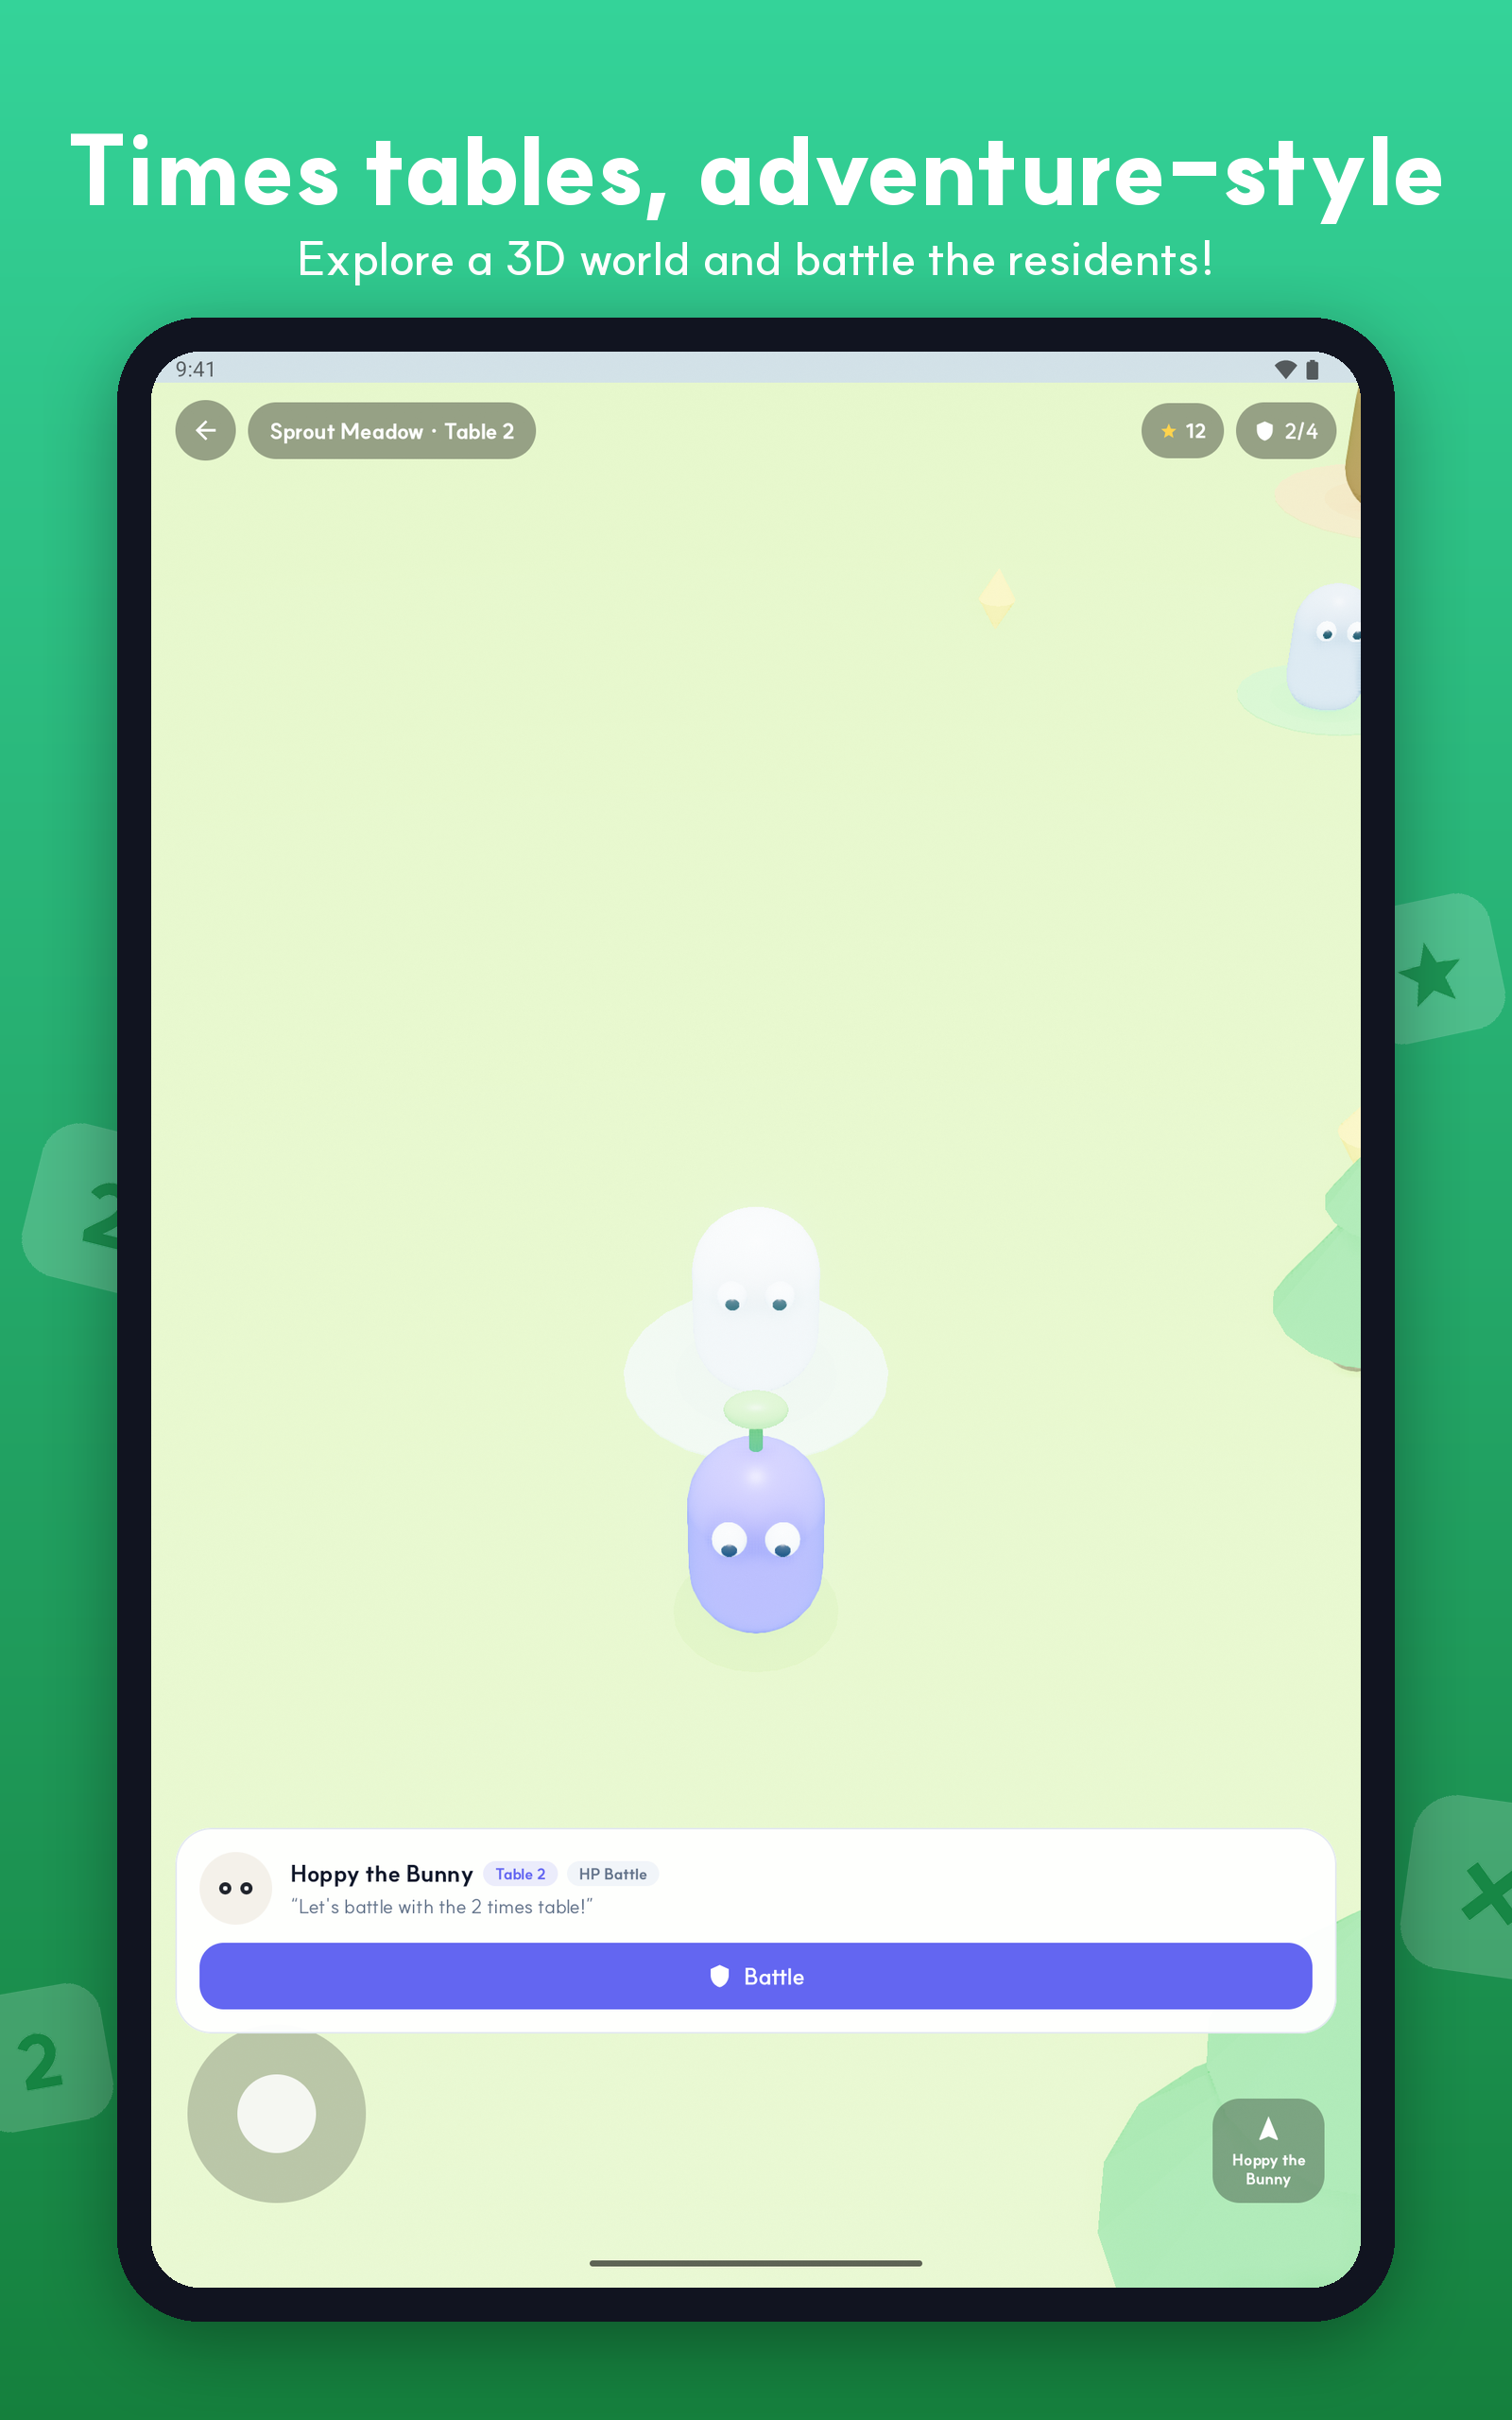 Times tables, adventure-style
Explore a 3D world and battle the residents!
9:41
Sprout Meadow · Table 2
12
2/4
2
Hoppy the Bunny
Table 2
HP Battle
"Let's battle with the 2 times table!"
Battle
2
Hoppy the
Bunny